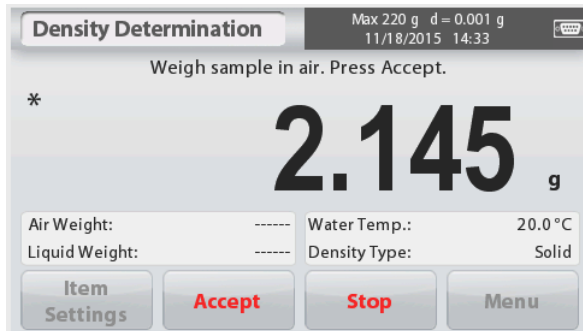 Density Determination
Max 220 g  d = 0.001 g
11/18/2015  14:33
Weigh sample in air. Press Accept.
*
2.145 g
Air Weight: ------ Water Temp.: 20.0°C
Liquid Weight: ------ Density Type: Solid
Item Settings
Accept
Stop
Menu